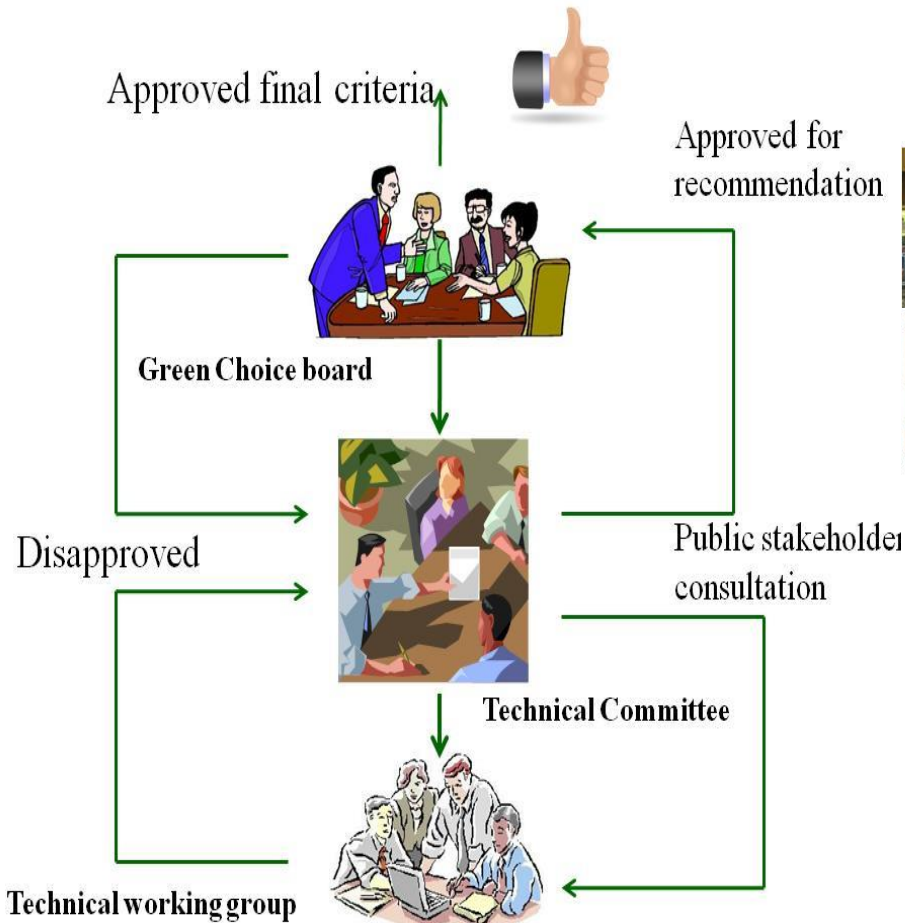 Approved final criteria
Approved for
recommendation
Green Choice board
Disapproved
Public stakeholder
consultation
Technical Committee
Technical working group